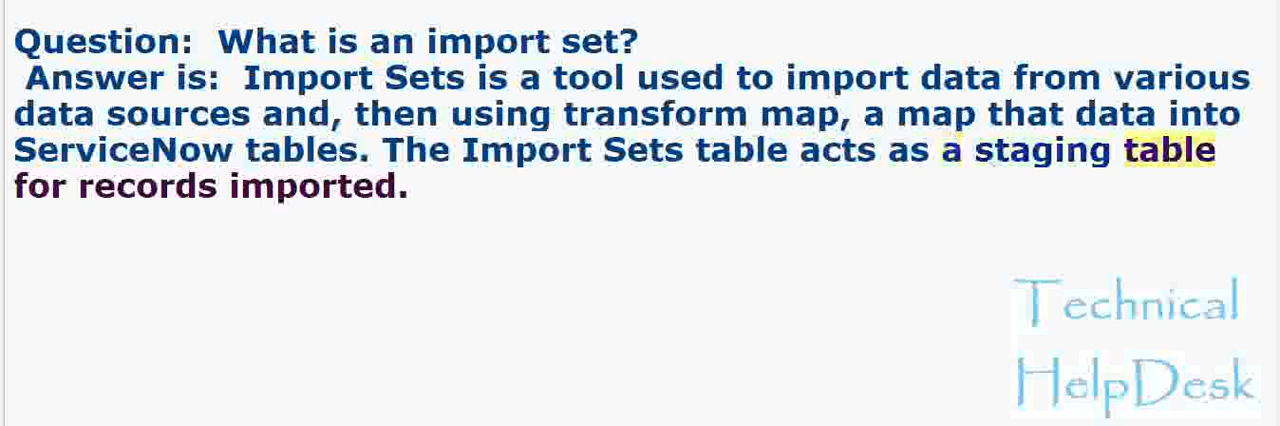 Question:  What is an import set?
Answer is:  Import Sets is a tool used to import data from various
data sources and, then using transform map, a map that data into
ServiceNow tables. The Import Sets table acts as a staging table
for records imported.
Technical
HelpDesk